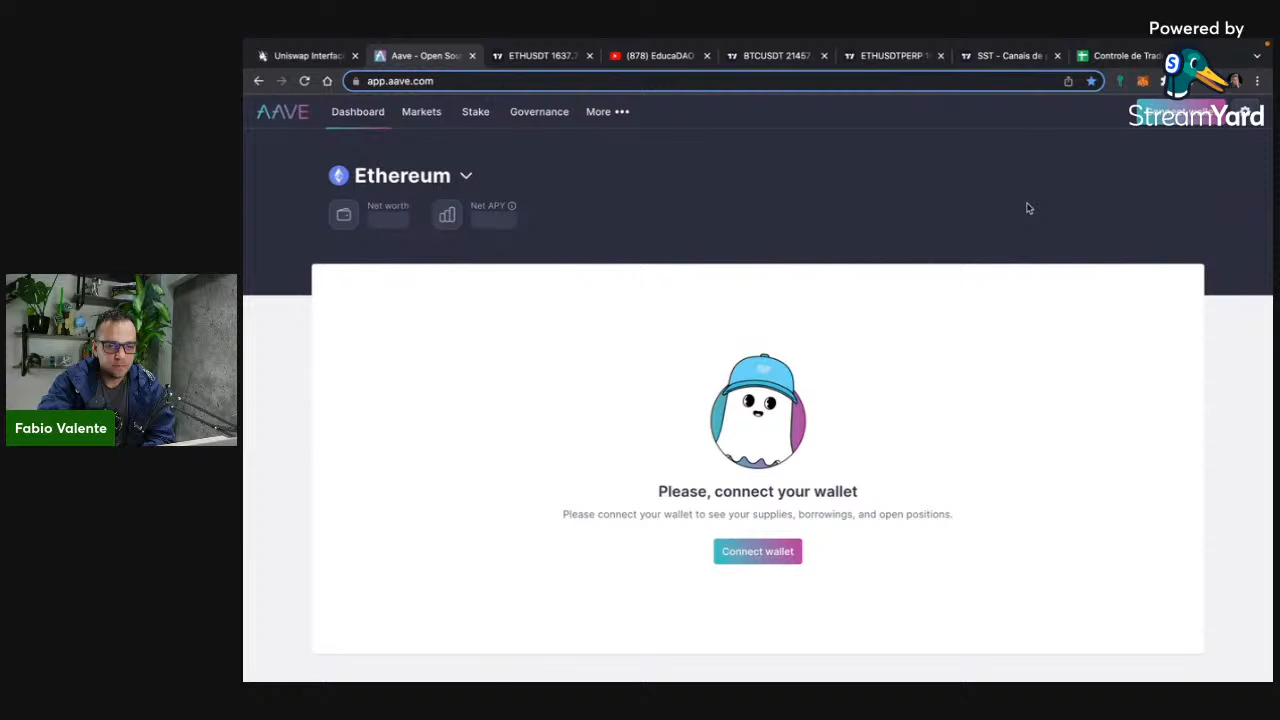 Powered by
StreamYard
Uniswap Interfac
Aave - Open Sou
ETHUSDT 1637.7
(878) EducaDAO
BTCUSDT 21457
ETHUSDTPERP
SST - Canais de
Controle de Trad
app.aave.com
AAVE
Dashboard
Markets
Stake
Governance
More •••
Ethereum
Net worth
Net APY
Fabio Valente
Please, connect your wallet
Please connect your wallet to see your supplies, borrowings, and open positions.
Connect wallet